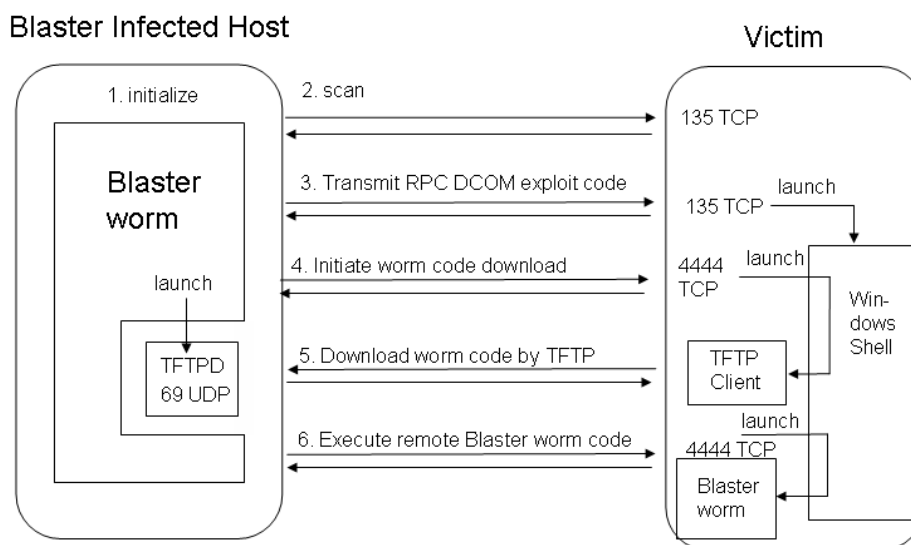 Blaster Infected Host
Victim
1. initialize
2. scan
135 TCP
Blaster
worm
3. Transmit RPC DCOM exploit code
launch
135 TCP
4. Initiate worm code download
4444
TCP
launch
Win-
dows
Shell
launch
TFTPD
69 UDP
5. Download worm code by TFTP
TFTP
Client
launch
6. Execute remote Blaster worm code
4444 TCP
Blaster
worm